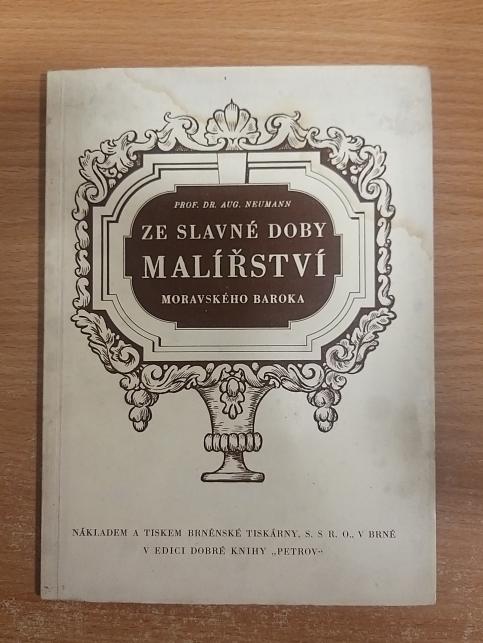 PROF. DR. AUG. NEUMANN
ZE SLAVNÉ DOBY
MALÍŘSTVÍ
MORAVSKÉHO BAROKA
NÁKLADEM A TISKEM BRNĚNSKÉ TISKÁRNY, S. S R. O., V BRNĚ
V EDICI DOBRÉ KNIHY „PETROV“